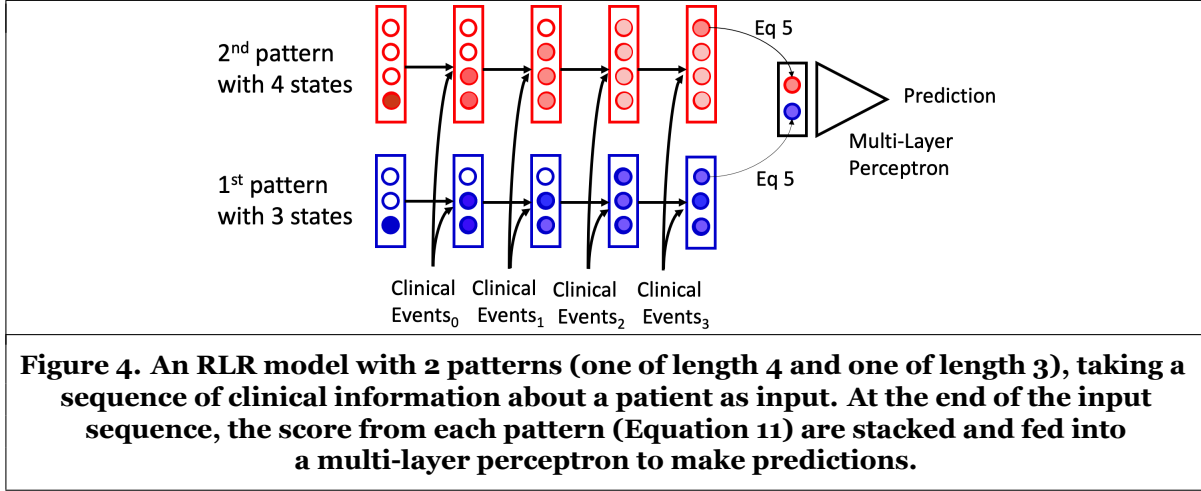 2nd pattern
with 4 states
Eq 5
Prediction
Multi-Layer
Perceptron
1st pattern
with 3 states
Eq 5
Clinical
Events0
Clinical
Events1
Clinical
Events2
Clinical
Events3
Figure 4. An RLR model with 2 patterns (one of length 4 and one of length 3), taking a
sequence of clinical information about a patient as input. At the end of the input
sequence, the score from each pattern (Equation 11) are stacked and fed into
a multi-layer perceptron to make predictions.